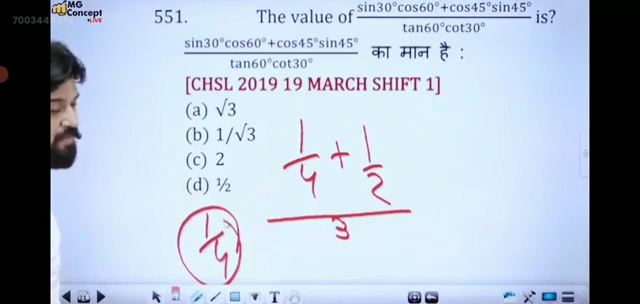 MG
Concept
LIVE
7003
551. The value of sin30°cos60°+cos45°sin45° / tan60°cot30° is?
sin30°cos60°+cos45°sin45° / tan60°cot30° का मान है :
[CHSL 2019 19 MARCH SHIFT 1]
(a) √3
(b) 1/√3
(c) 2
(d) ½
1/4 + 1/2
3
1/4